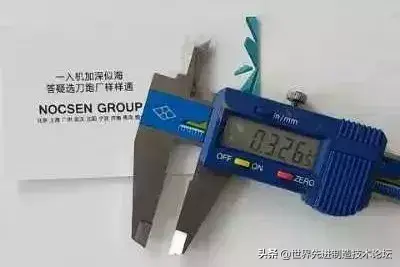 一入机加深似海
答疑选刀跑厂样样通
NOCSEN GROUP
in/mm
0.3265
OFF
ON
ZERO
头条 @世界先进制造技术论坛